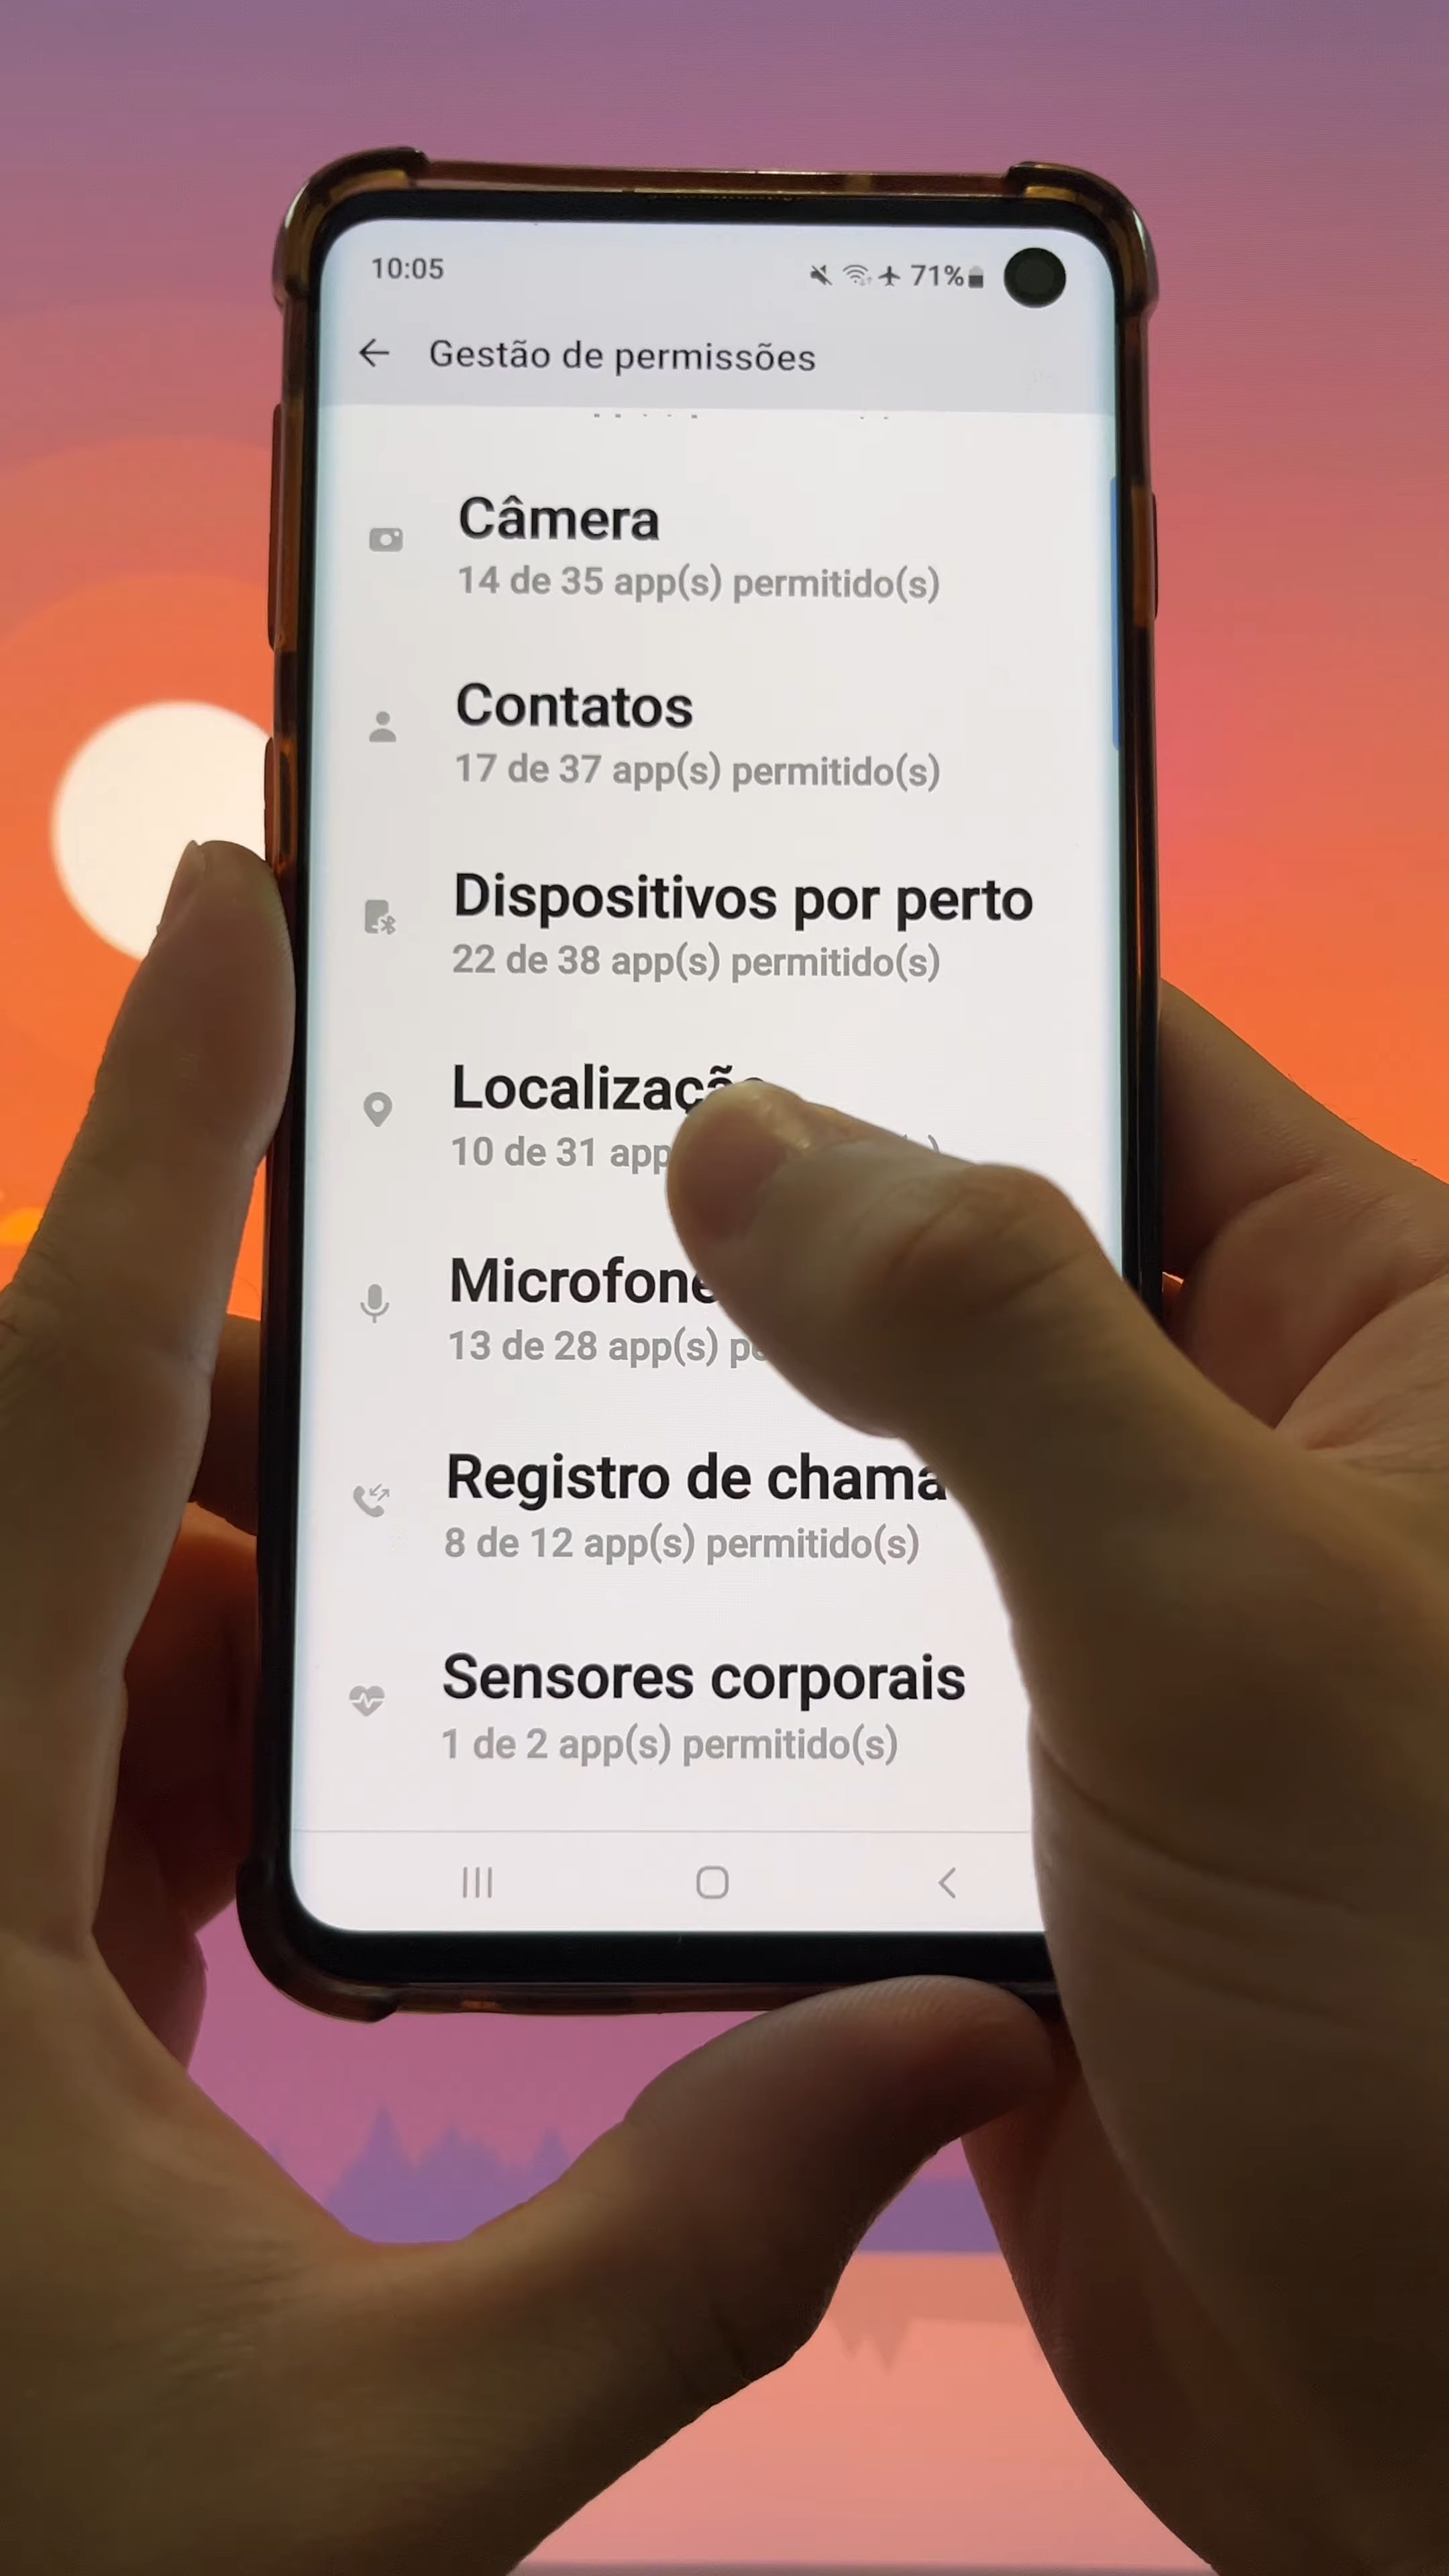 10:05
71%
Gestão de permissões
Câmera
14 de 35 app(s) permitido(s)
Contatos
17 de 37 app(s) permitido(s)
Dispositivos por perto
22 de 38 app(s) permitido(s)
Localização
10 de 31 app
Microfone
13 de 28 app(s)
Registro de chama
8 de 12 app(s) permitido(s)
Sensores corporais
1 de 2 app(s) permitido(s)